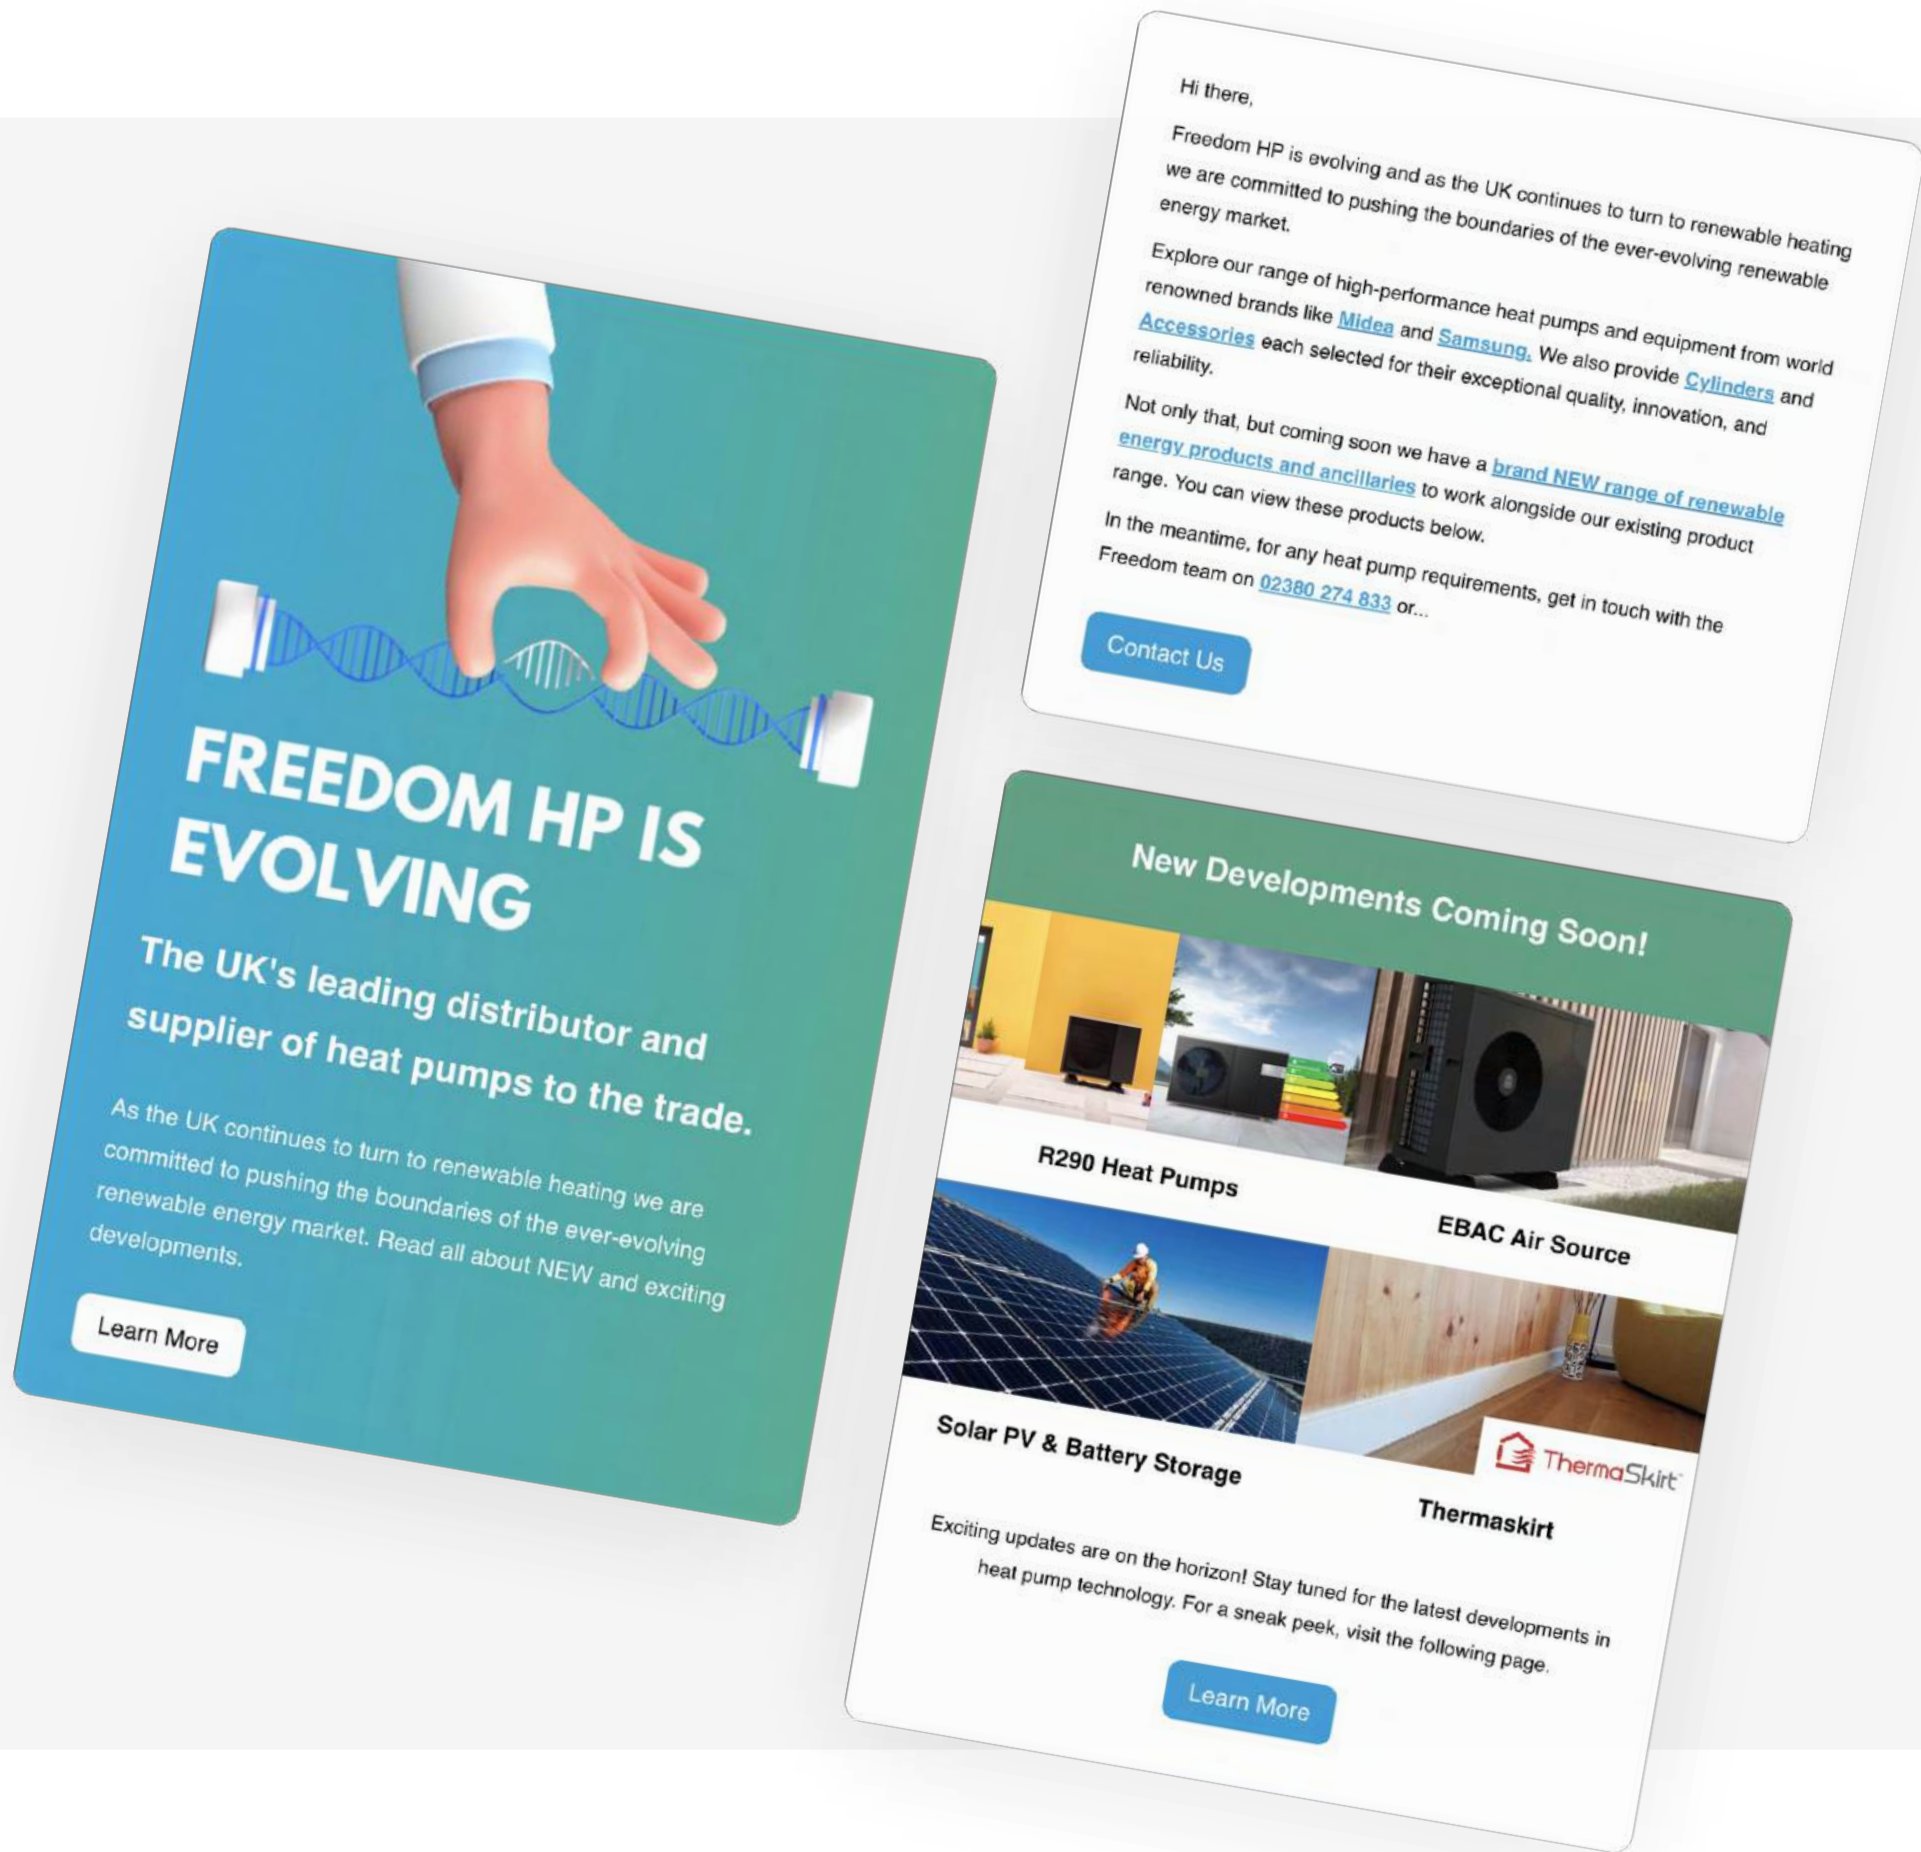 FREEDOM HP IS
EVOLVING
The UK's leading distributor and
supplier of heat pumps to the trade.
As the UK continues to turn to renewable heating we are
committed to pushing the boundaries of the ever-evolving
renewable energy market. Read all about NEW and exciting
developments.
Learn More
Hi there,
Freedom HP is evolving and as the UK continues to turn to renewable heating
we are committed to pushing the boundaries of the ever-evolving renewable
energy market.
Explore our range of high-performance heat pumps and equipment from world
renowned brands like Midea and Samsung. We also provide Cylinders and
Accessories each selected for their exceptional quality, innovation, and
reliability.
Not only that, but coming soon we have a brand NEW range of renewable
energy products and ancillaries to work alongside our existing product
range. You can view these products below.
In the meantime, for any heat pump requirements, get in touch with the
Freedom team on 02380 274 833 or...
Contact Us
New Developments Coming Soon!
R290 Heat Pumps
EBAC Air Source
Solar PV & Battery Storage
ThermaSkirt
Thermaskirt
Exciting updates are on the horizon! Stay tuned for the latest developments in
heat pump technology. For a sneak peek, visit the following page.
Learn More